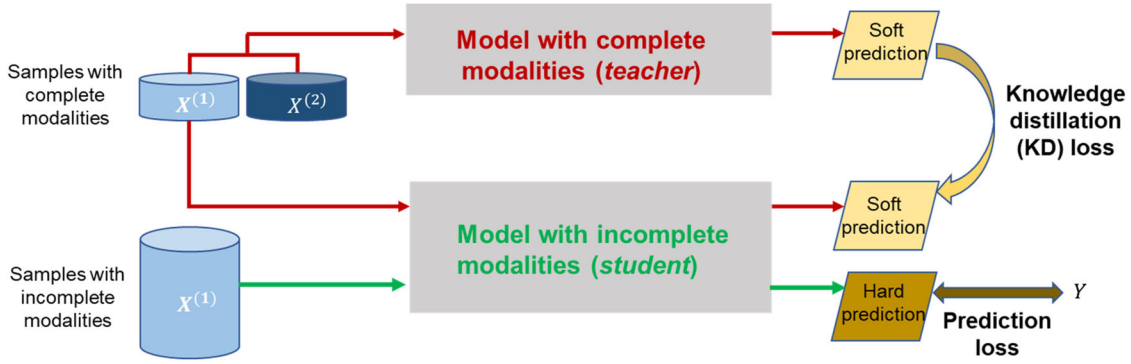 Samples with
complete
modalities
X^(1)
X^(2)
Model with complete
modalities (teacher)
Soft
prediction
Knowledge
distillation
(KD) loss
Samples with
incomplete
modalities
X^(1)
Model with incomplete
modalities (student)
Soft
prediction
Hard
prediction
Y
Prediction
loss